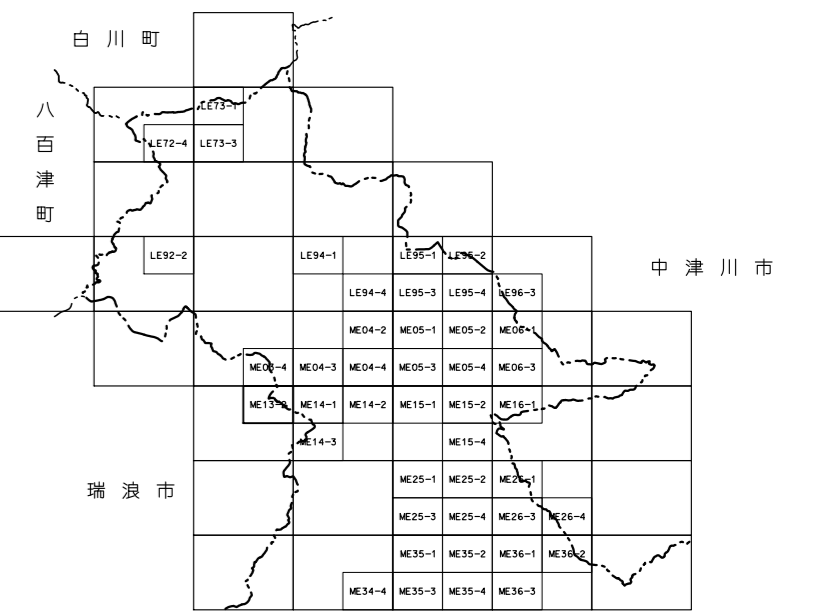 白川町
八百津町
LE73-1
LE72-4 LE73-3
LE92-2 LE94-1 LE95-1 LE95-2
中津川市
LE94-4 LE95-3 LE95-4 LE96-3
ME04-2 ME05-1 ME05-2 ME06-1
ME03-4 ME04-3 ME04-4 ME05-3 ME05-4 ME06-3
ME13-2 ME14-1 ME14-2 ME15-1 ME15-2 ME16-1
ME14-3 ME15-4
瑞浪市
ME25-1 ME25-2 ME26-1
ME25-3 ME25-4 ME26-3 ME26-4
ME35-1 ME35-2 ME36-1 ME36-2
ME34-4 ME35-3 ME35-4 ME36-3